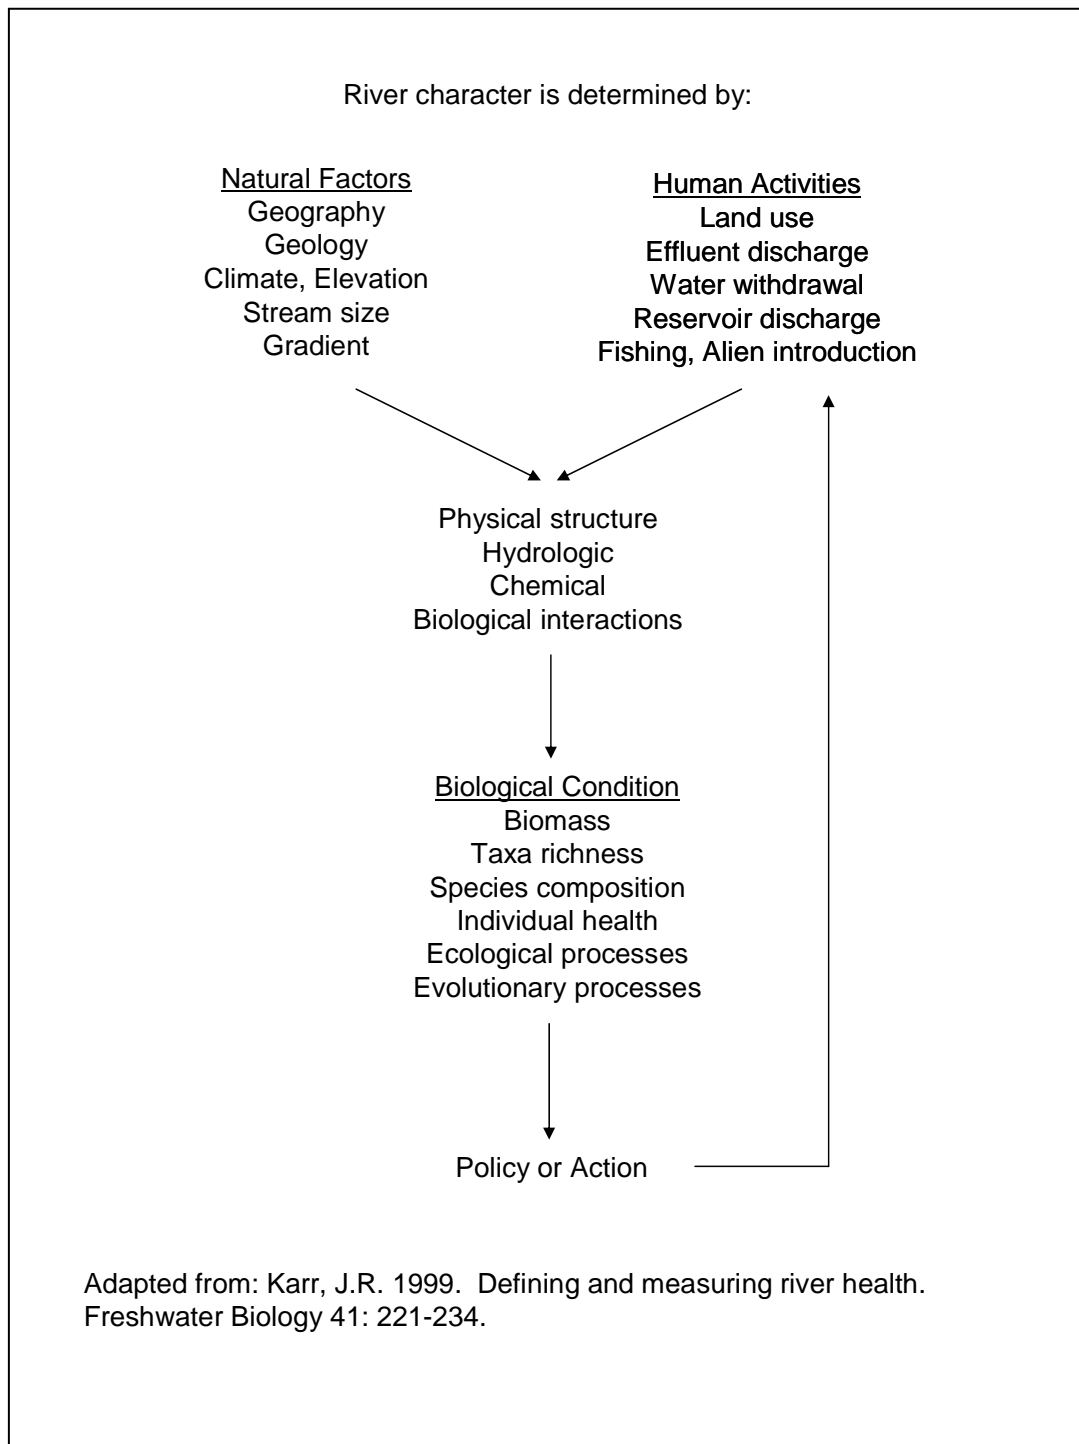 River character is determined by:
Natural Factors
Geography
Geology
Climate, Elevation
Stream size
Gradient
Human Activities
Land use
Effluent discharge
Water withdrawal
Reservoir discharge
Fishing, Alien introduction
Physical structure
Hydrologic
Chemical
Biological interactions
Biological Condition
Biomass
Taxa richness
Species composition
Individual health
Ecological processes
Evolutionary processes
Policy or Action
Adapted from: Karr, J.R. 1999.  Defining and measuring river health.
Freshwater Biology 41: 221-234.